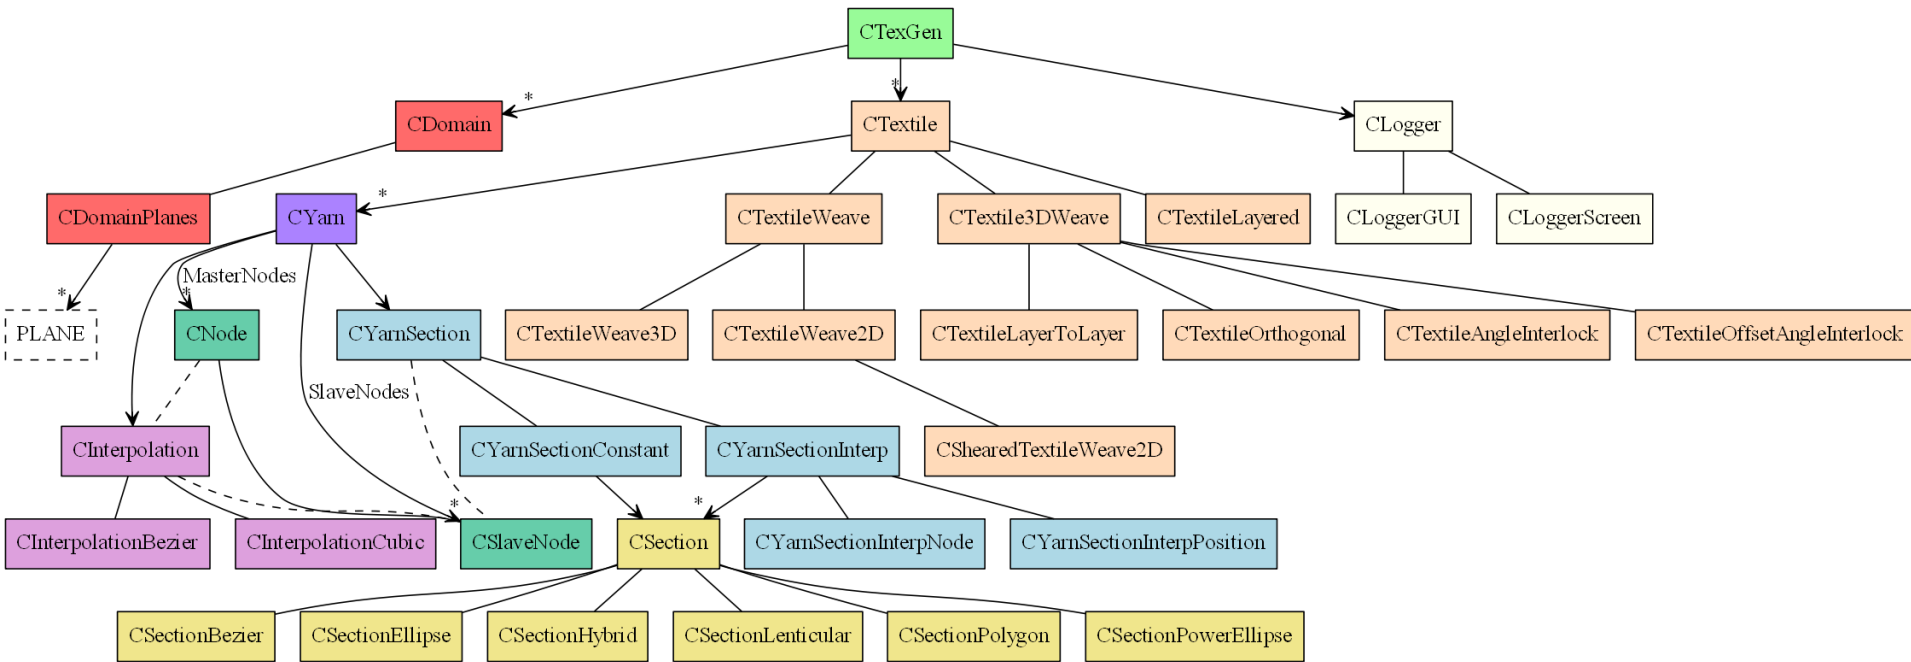 CTexGen
*
*
CDomain
CTextile
CLogger
*
CDomainPlanes
CYarn
CTextileWeave
CTextile3DWeave
CTextileLayered
CLoggerGUI
CLoggerScreen
MasterNodes
*
*
PLANE
CNode
CYarnSection
CTextileWeave3D
CTextileWeave2D
CTextileLayerToLayer
CTextileOrthogonal
CTextileAngleInterlock
CTextileOffsetAngleInterlock
SlaveNodes
CInterpolation
CYarnSectionConstant
CYarnSectionInterp
CShearedTextileWeave2D
*
*
CInterpolationBezier
CInterpolationCubic
CSlaveNode
CSection
CYarnSectionInterpNode
CYarnSectionInterpPosition
CSectionBezier
CSectionEllipse
CSectionHybrid
CSectionLenticular
CSectionPolygon
CSectionPowerEllipse